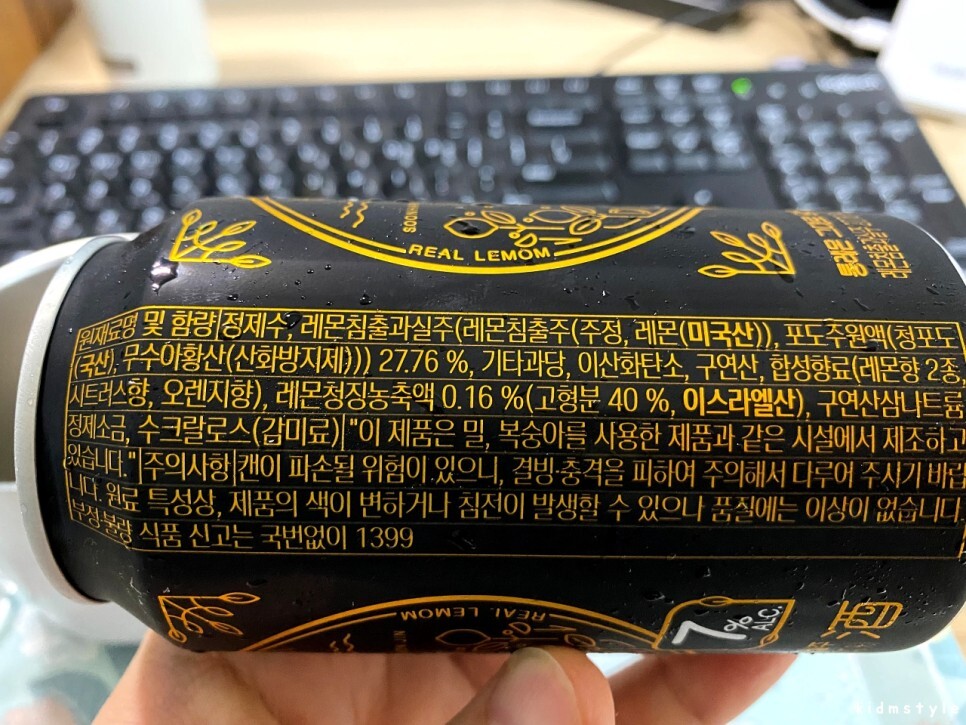 REAL LEMOM
원재료명 및 함량 정제수, 레몬침출과실주(레몬침출주(주정, 레몬(미국산)), 포도주원액(청포도
(국산), 무수아황산(산화방지제))) 27.76 %, 기타과당, 이산화탄소, 구연산, 합성향료(레몬향 2종,
시트러스향, 오렌지향), 레몬청징농축액 0.16 %(고형분 40 %, 이스라엘산), 구연산삼나트륨
정제소금, 수크랄로스(감미료) "이 제품은 밀, 복숭아를 사용한 제품과 같은 시설에서 제조하고
있습니다." 주의사항 캔이 파손될 위험이 있으니, 결빙·충격을 피하여 주의해서 다루어 주시기 바랍
니다. 원료 특성상, 제품의 색이 변하거나 침전이 발생할 수 있으나 품질에는 이상이 없습니다.
부정·불량 식품 신고는 국번없이 1399
REAL LEMOM
7% ALC.
kidmstyle